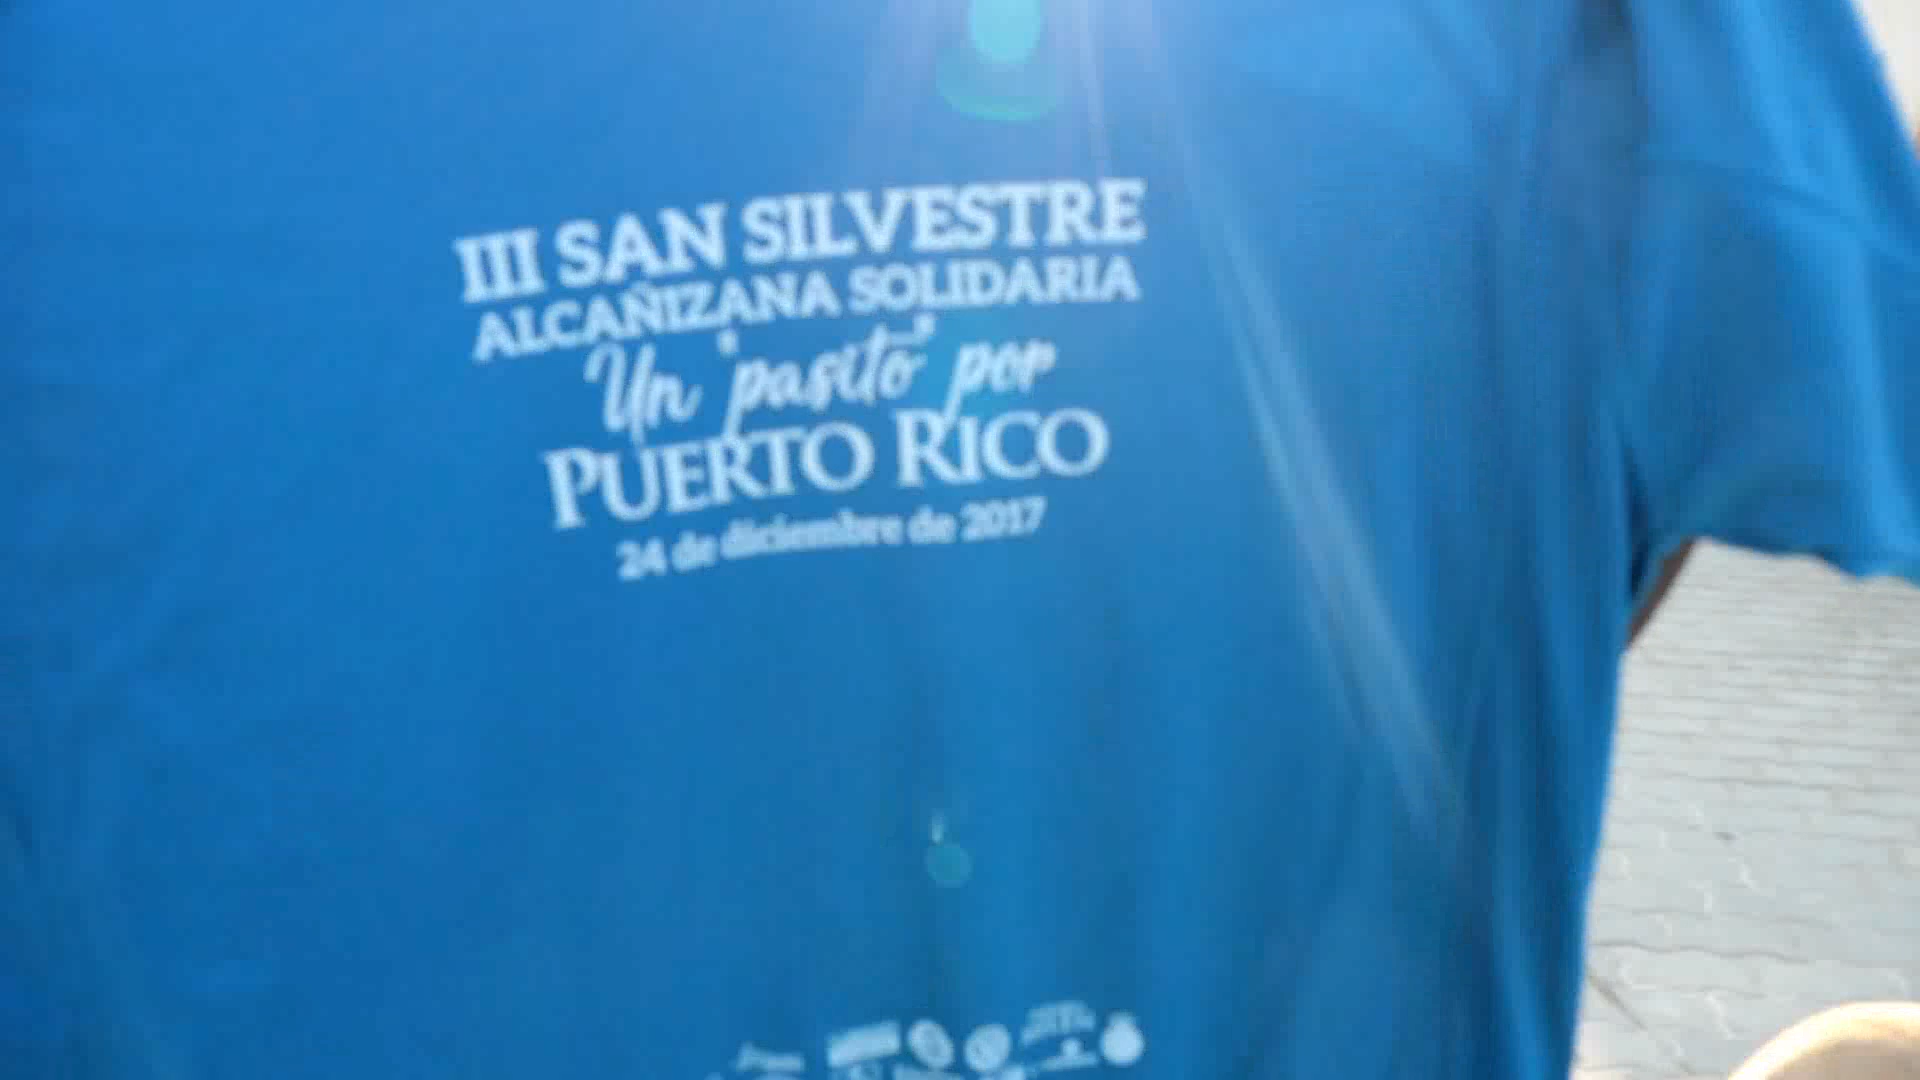 III SAN SILVESTRE
ALCAÑIZANA SOLIDARIA
Un 'pasito' por
PUERTO RICO
24 de diciembre de 2017